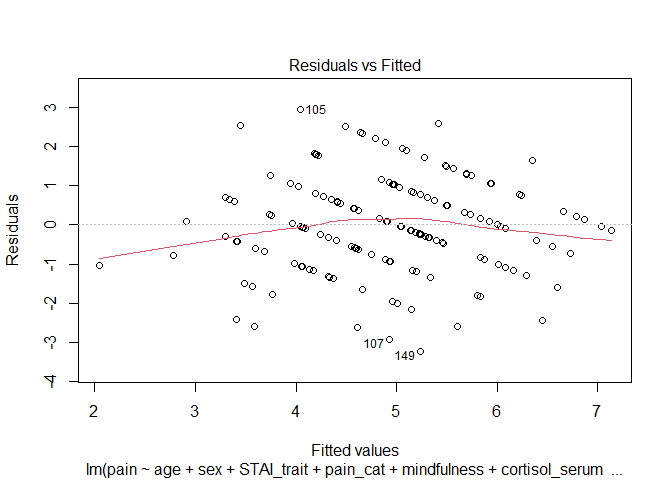 Residuals vs Fitted
Residuals
3
2
1
0
-1
-2
-3
-4
105
107
149
2 3 4 5 6 7
Fitted values
lm(pain ~ age + sex + STAI_trait + pain_cat + mindfulness + cortisol_serum ...